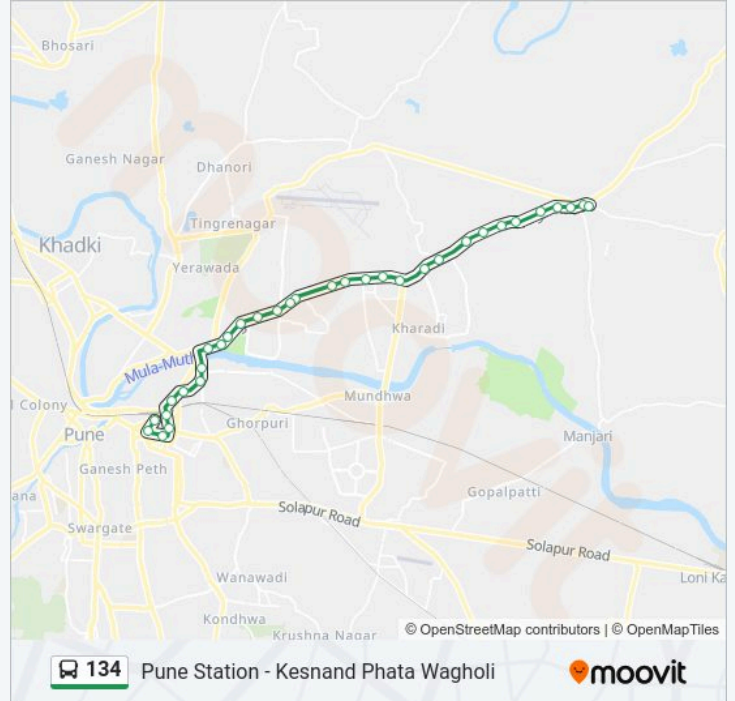 Bhosari
Ganesh Nagar
Dhanori
Tingrenagar
Khadki
Yerawada
Kharadi
Mula-Muth
l Colony
Mundhwa
Pune
Ghorpuri
Manjari
Ganesh Peth
ana
Gopalpatti
Swargate
Solapur Road
Solapur Road
Wanawadi
Loni Ka
Kondhwa
Krushna Nagar
© OpenStreetMap contributors | © OpenMapTiles
134 Pune Station - Kesnand Phata Wagholi moovit
moovit